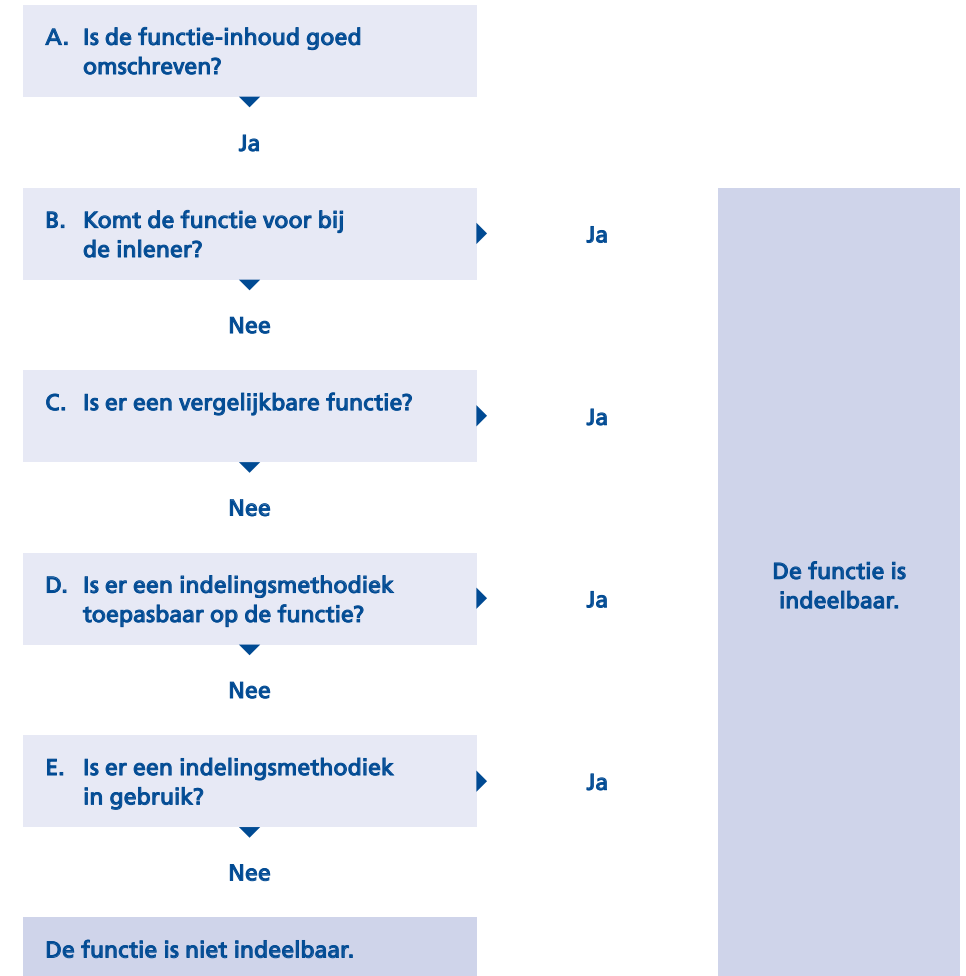 A. Is de functie-inhoud goed
omschreven?
Ja
B. Komt de functie voor bij
de inlener?
Ja
Nee
C. Is er een vergelijkbare functie?
Ja
Nee
D. Is er een indelingsmethodiek
toepasbaar op de functie?
Ja
Nee
E. Is er een indelingsmethodiek
in gebruik?
Ja
Nee
De functie is niet indeelbaar.
De functie is
indeelbaar.